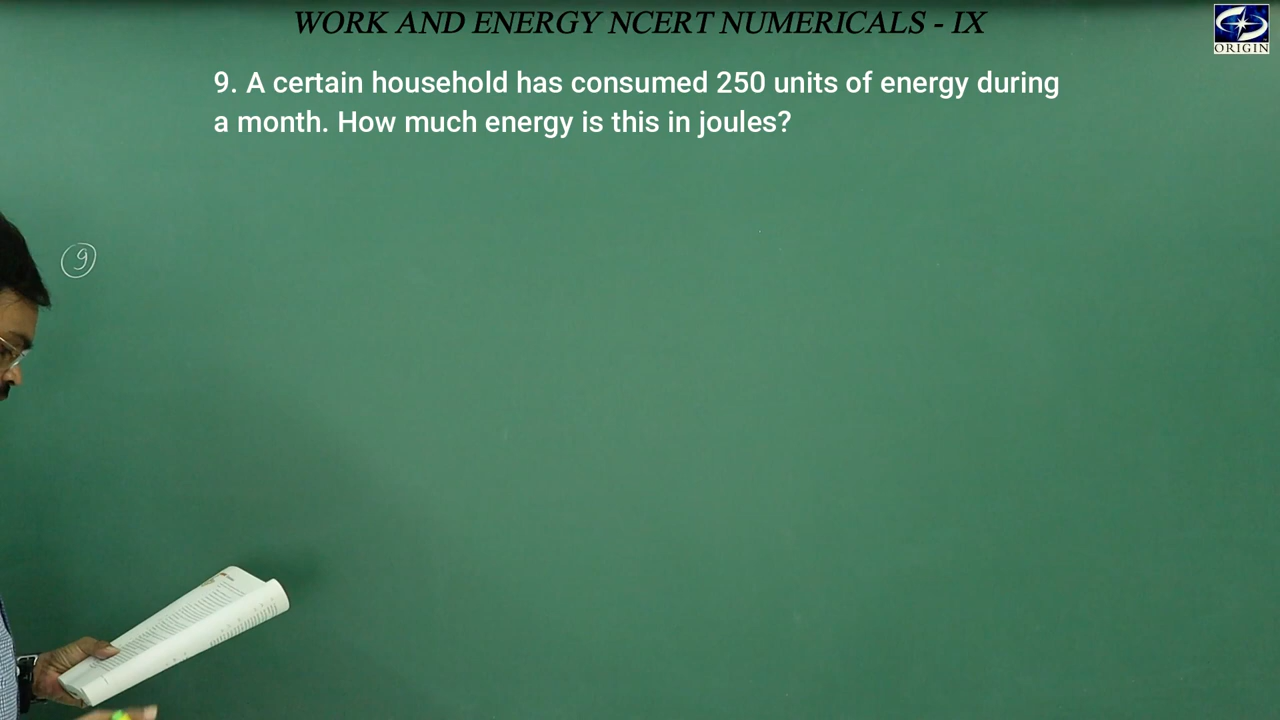 WORK AND ENERGY NCERT NUMERICALS - IX
ORIGIN
9. A certain household has consumed 250 units of energy during
a month. How much energy is this in joules?
9